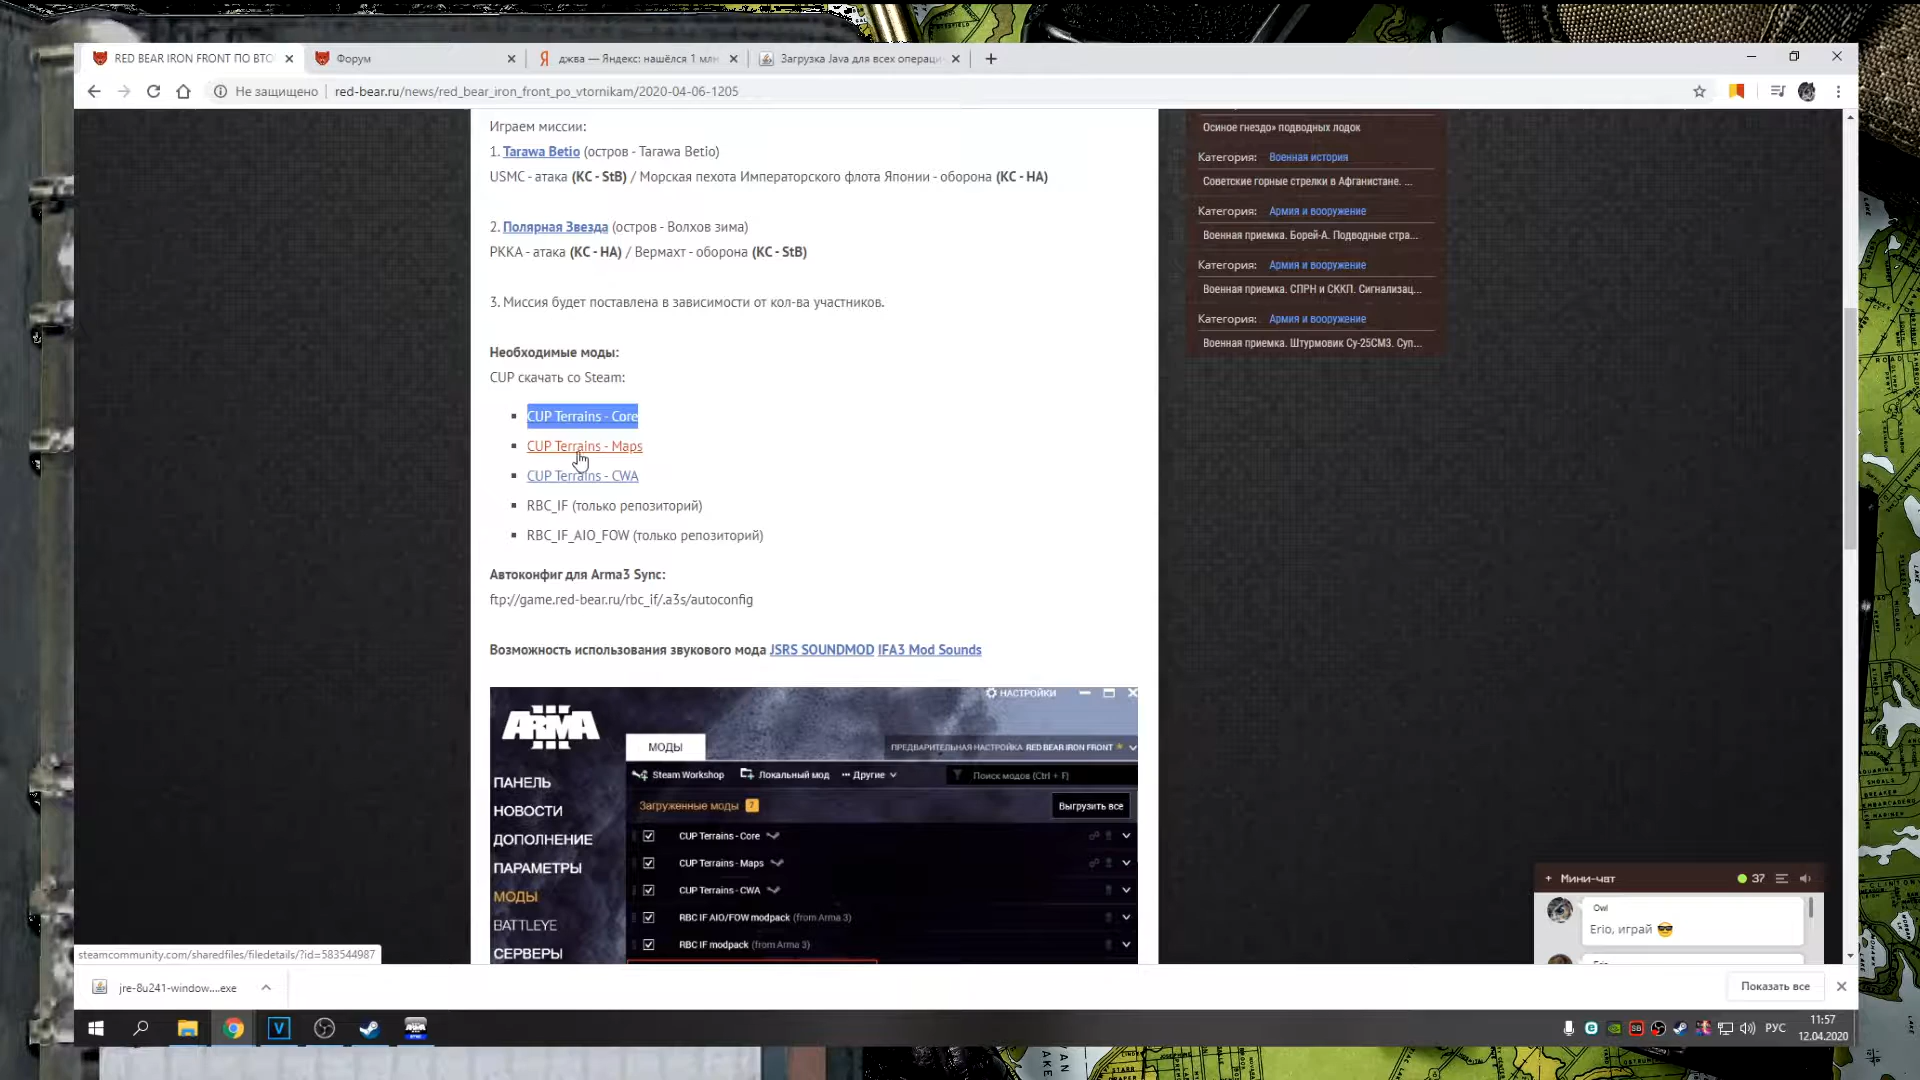 RED BEAR IRON FRONT ПО ВТО
Форум
джва — Яндекс: нашёлся 1 млн
Загрузка Java для всех операци
Не защищено
red-bear.ru/news/red_bear_iron_front_po_vtornikam/2020-04-06-1205
Играем миссии:
1. Tarawa Betio (остров - Tarawa Betio)
USMC - атака (КС - StB) / Морская пехота Императорского флота Японии - оборона (КС - НА)
2. Полярная Звезда (остров - Волхов зима)
РККА - атака (КС - НА) / Вермахт - оборона (КС - StB)
3. Миссия будет поставлена в зависимости от кол-ва участников.
Необходимые моды:
CUP скачать со Steam:
CUP Terrains - Core
CUP Terrains - Maps
CUP Terrains - CWA
RBC_IF (только репозиторий)
RBC_IF_AIO_FOW (только репозиторий)
Автоконфиг для Arma3 Sync:
ftp://game.red-bear.ru/rbc_if/.a3s/autoconfig
Возможность использования звукового мода JSRS SOUNDMOD IFA3 Mod Sounds
НАСТРОЙКИ
ARMA III
МОДЫ
ПРЕДВАРИТЕЛЬНАЯ НАСТРОЙКА RED BEAR IRON FRONT
Steam Workshop
Локальный мод
Другие
Поиск модов (Ctrl + F)
Загруженные моды 7
Выгрузить все
CUP Terrains - Core
CUP Terrains - Maps
CUP Terrains - CWA
RBC IF AIO/FOW modpack (from Arma 3)
RBC IF modpack (from Arma 3)
ПАНЕЛЬ
НОВОСТИ
ДОПОЛНЕНИЕ
ПАРАМЕТРЫ
МОДЫ
BATTLEYE
СЕРВЕРЫ
Осиное гнездо» подводных лодок
Категория: Военная история
Советские горные стрелки в Афганистане. ...
Категория: Армия и вооружение
Военная приемка. Борей-А. Подводные стра...
Категория: Армия и вооружение
Военная приемка. СПРН и СККП. Сигнализац...
Категория: Армия и вооружение
Военная приемка. Штурмовик Су-25СМ3. Суп...
+ Мини-чат
37
Owl
Erio, играй
steamcommunity.com/sharedfiles/filedetails/?id=583544987
jre-8u241-window....exe
Показать все
РУС
11:57
12.04.2020